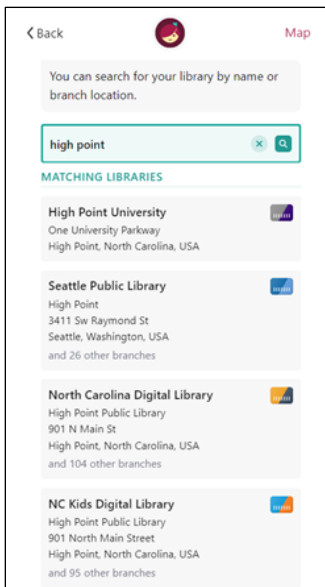 Back
Map
You can search for your library by name or
branch location.
high point
MATCHING LIBRARIES
High Point University
One University Parkway
High Point, North Carolina, USA
Seattle Public Library
High Point
3411 Sw Raymond St
Seattle, Washington, USA
and 26 other branches
North Carolina Digital Library
High Point Public Library
901 N Main St
High Point, North Carolina, USA
and 104 other branches
NC Kids Digital Library
High Point Public Library
901 North Main Street
High Point, North Carolina, USA
and 95 other branches